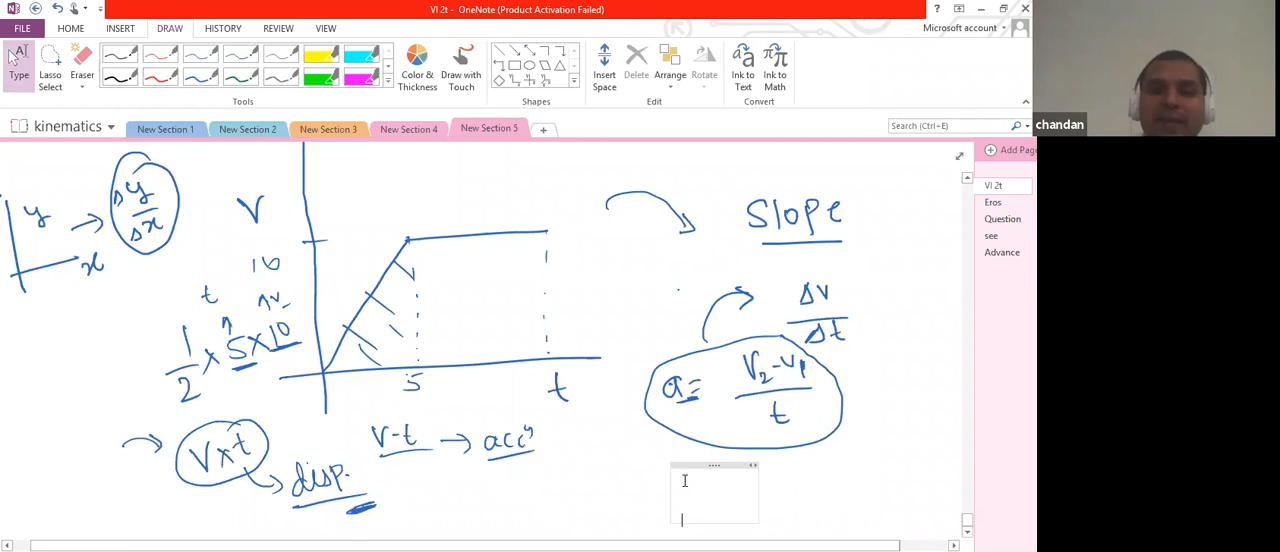 VI 2t - OneNote (Product Activation Failed)
FILE HOME INSERT DRAW HISTORY REVIEW VIEW
Microsoft account
Type
Lasso Select
Eraser
Color & Thickness
Draw with Touch
Insert Space
Delete
Arrange
Rotate
Ink to Text
Ink to Math
Tools
Shapes
Edit
Convert
chandan
kinematics
New Section 1
New Section 2
New Section 3
New Section 4
New Section 5
Search (Ctrl+E)
Add Pag
VI 2t
Eros
Question
see
Advance
y
x
Δy
Δx
V
10
t
1/2 × 5 × 10
5
t
V×t
disp.
v-t → accⁿ
Slope
ΔV
Δt
a = V2-V1
t